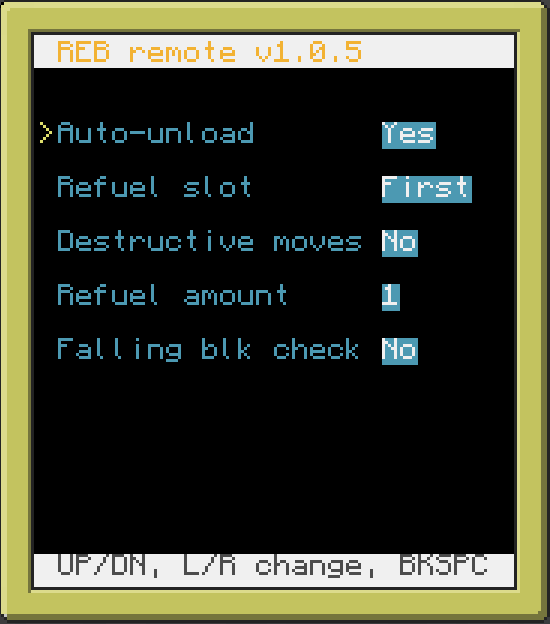 REB remote v1.0.5
>Auto-unload Yes
Refuel slot First
Destructive moves No
Refuel amount 1
Falling blk check No
UP/DN, L/R change, BKSPC